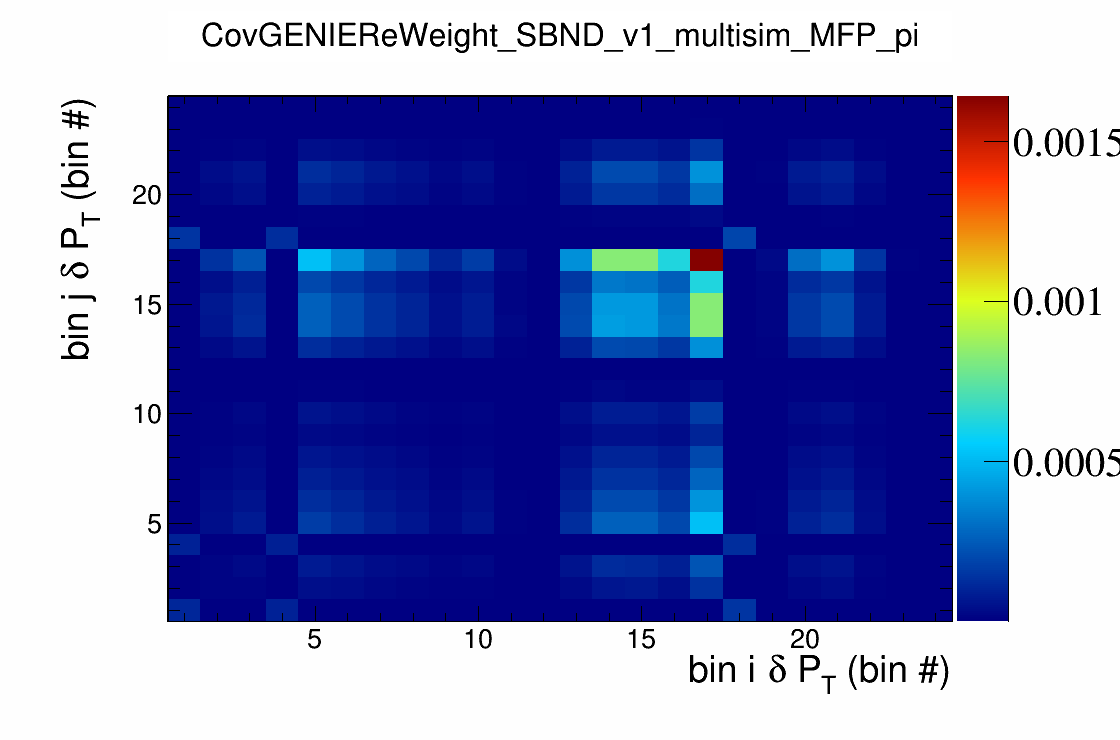 CovGENIEReWeight_SBND_v1_multisim_MFP_pi
bin j δ P_T (bin #)
20
15
10
5
5 10 15 20
bin i δ P_T (bin #)
0.0015
0.001
0.0005